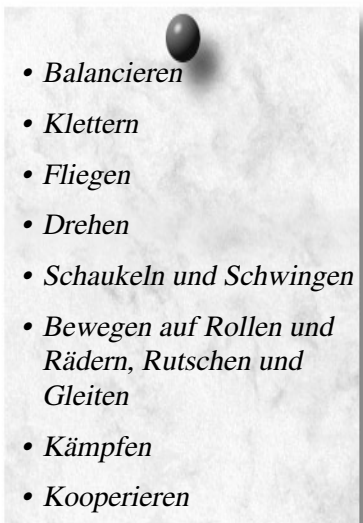 • Balancieren
• Klettern
• Fliegen
• Drehen
• Schaukeln und Schwingen
• Bewegen auf Rollen und
Rädern, Rutschen und
Gleiten
• Kämpfen
• Kooperieren